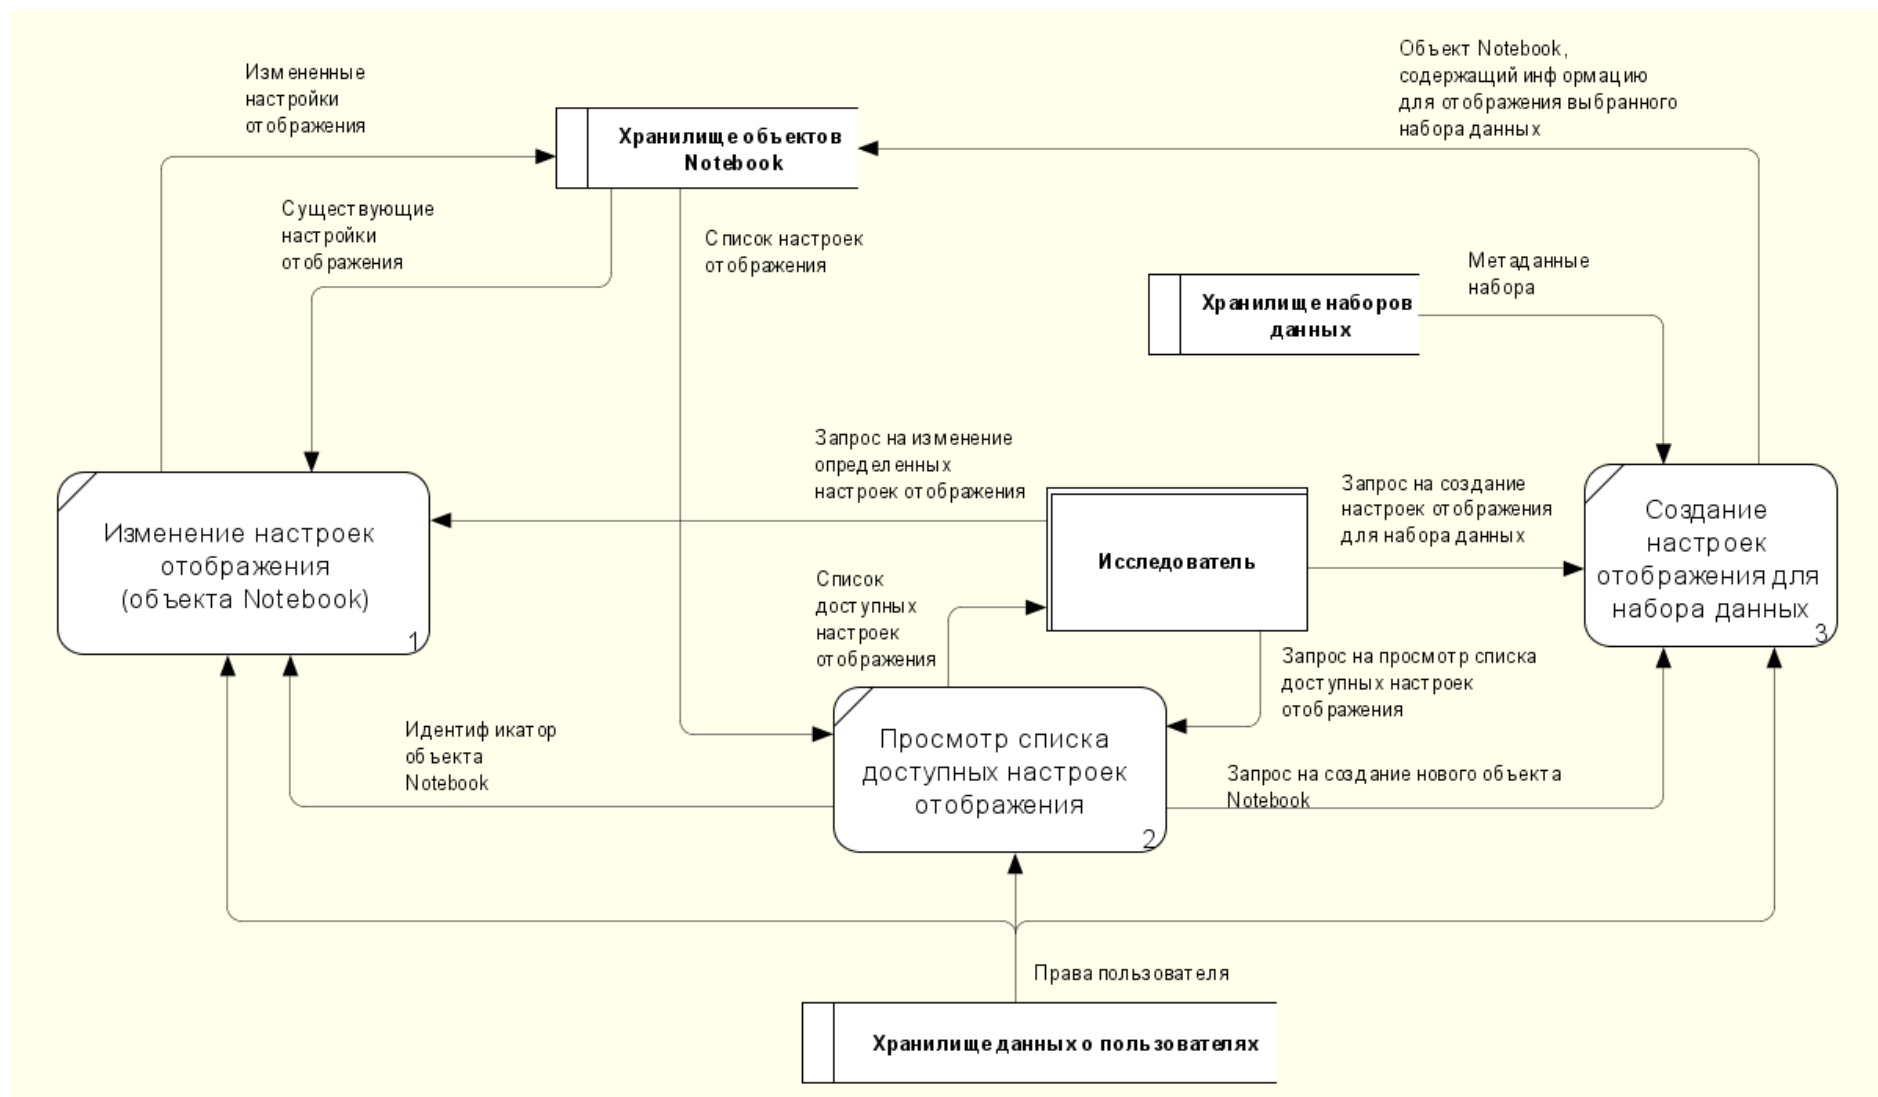 Измененные
настройки
отображения
Объект Notebook,
содержащий информацию
для отображения выбранного
набора данных
Хранилище объектов
Notebook
Существующие
настройки
отображения
Список настроек
отображения
Метаданные
набора
Хранилище наборов
данных
Запрос на изменение
определенных
настроек отображения
Запрос на создание
настроек отображения
для набора данных
Изменение настроек
отображения
(объекта Notebook)
1
Исследователь
Создание
настроек
отображения для
набора данных
3
Список
доступных
настроек
отображения
Запрос на просмотр списка
доступных настроек
отображения
Идентификатор
объекта
Notebook
Просмотр списка
доступных настроек
отображения
2
Запрос на создание нового объекта
Notebook
Права пользователя
Хранилище данных о пользователях